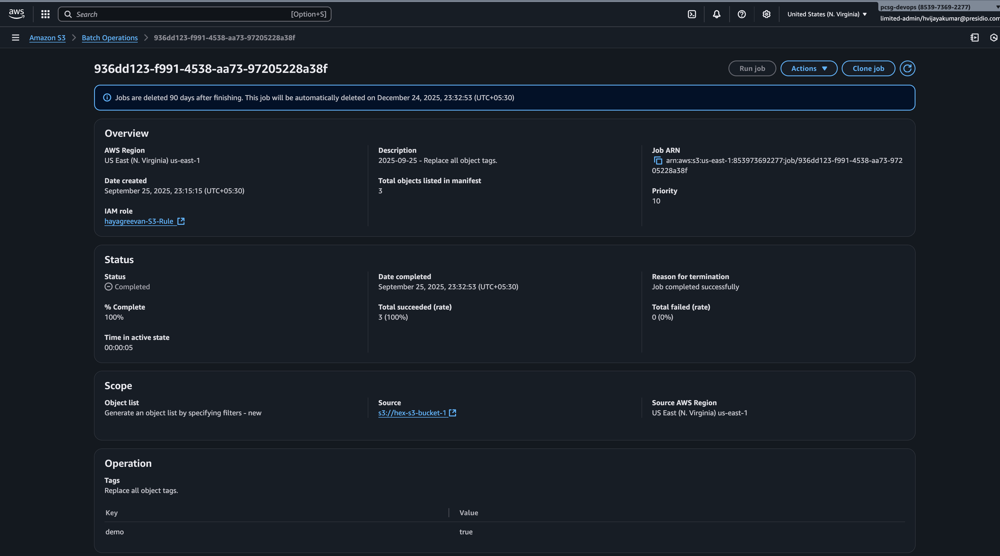 aws
Search
[Option+S]
United States (N. Virginia)
pcsg-devops (8539-7369-2277)
limited-admin/hvijayakumar@presidio.com
Amazon S3
Batch Operations
936dd123-f991-4538-aa73-97205228a38f
936dd123-f991-4538-aa73-97205228a38f
Run job
Actions
Clone job
Jobs are deleted 90 days after finishing. This job will be automatically deleted on December 24, 2025, 23:32:53 (UTC+05:30)
Overview
AWS Region
US East (N. Virginia) us-east-1
Date created
September 25, 2025, 23:15:15 (UTC+05:30)
IAM role
hayagreevan-S3-Rule
Description
2025-09-25 - Replace all object tags.
Total objects listed in manifest
3
Job ARN
arn:aws:s3:us-east-1:853973692277:job/936dd123-f991-4538-aa73-972
05228a38f
Priority
10
Status
Status
Completed
% Complete
100%
Time in active state
00:00:05
Date completed
September 25, 2025, 23:32:53 (UTC+05:30)
Total succeeded (rate)
3 (100%)
Reason for termination
Job completed successfully
Total failed (rate)
0 (0%)
Scope
Object list
Generate an object list by specifying filters - new
Source
s3://hex-s3-bucket-1
Source AWS Region
US East (N. Virginia) us-east-1
Operation
Tags
Replace all object tags.
Key
Value
demo
true